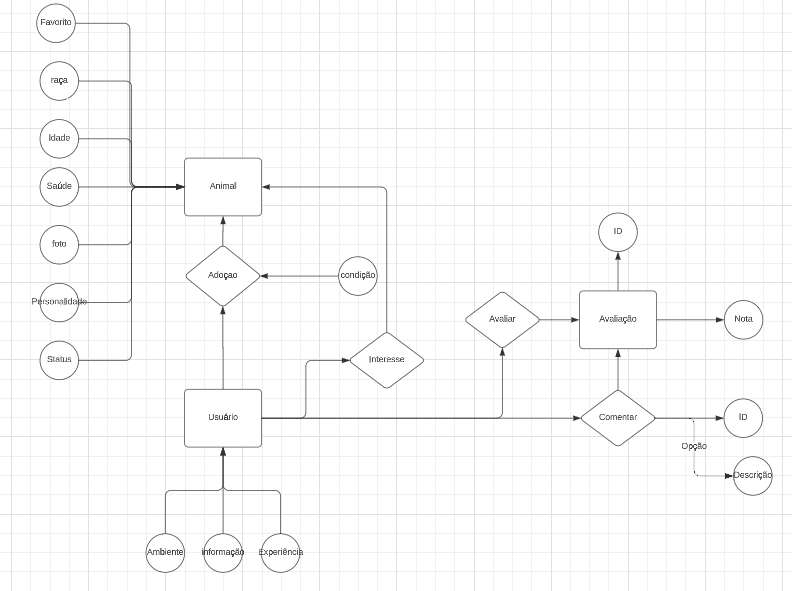 Favorito
raça
Idade
Saúde
foto
Personalidade
Status
Animal
Adoçao
condição
Interesse
Usuário
Ambiente
informação
Experiência
Avaliar
ID
Avaliação
Nota
Comentar
ID
Opção
Descrição